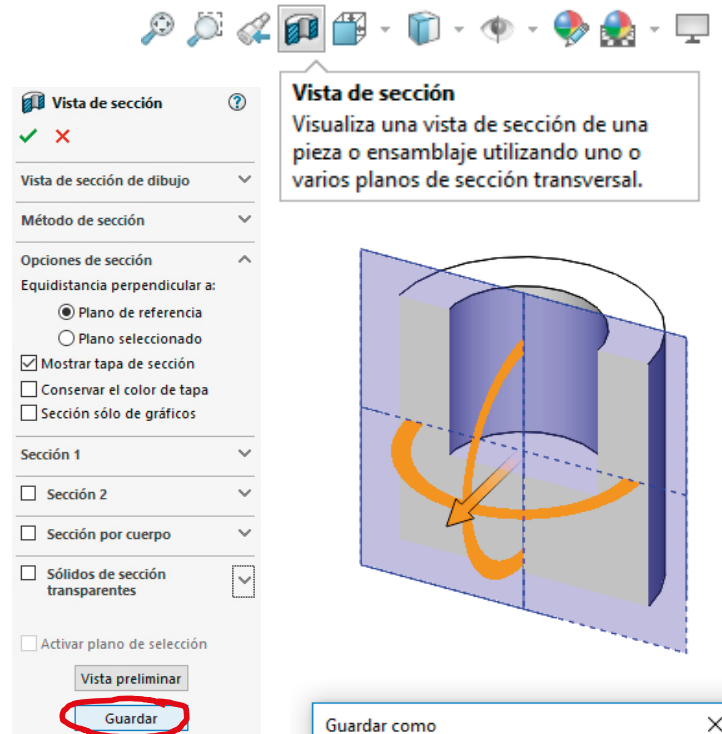 Vista de sección
Visualiza una vista de sección de una
pieza o ensamblaje utilizando uno o
varios planos de sección transversal.
Vista de sección
Vista de sección de dibujo
Método de sección
Opciones de sección
Equidistancia perpendicular a:
Plano de referencia
Plano seleccionado
Mostrar tapa de sección
Conservar el color de tapa
Sección sólo de gráficos
Sección 1
Sección 2
Sección por cuerpo
Sólidos de sección
transparentes
Activar plano de selección
Vista preliminar
Guardar
Guardar como